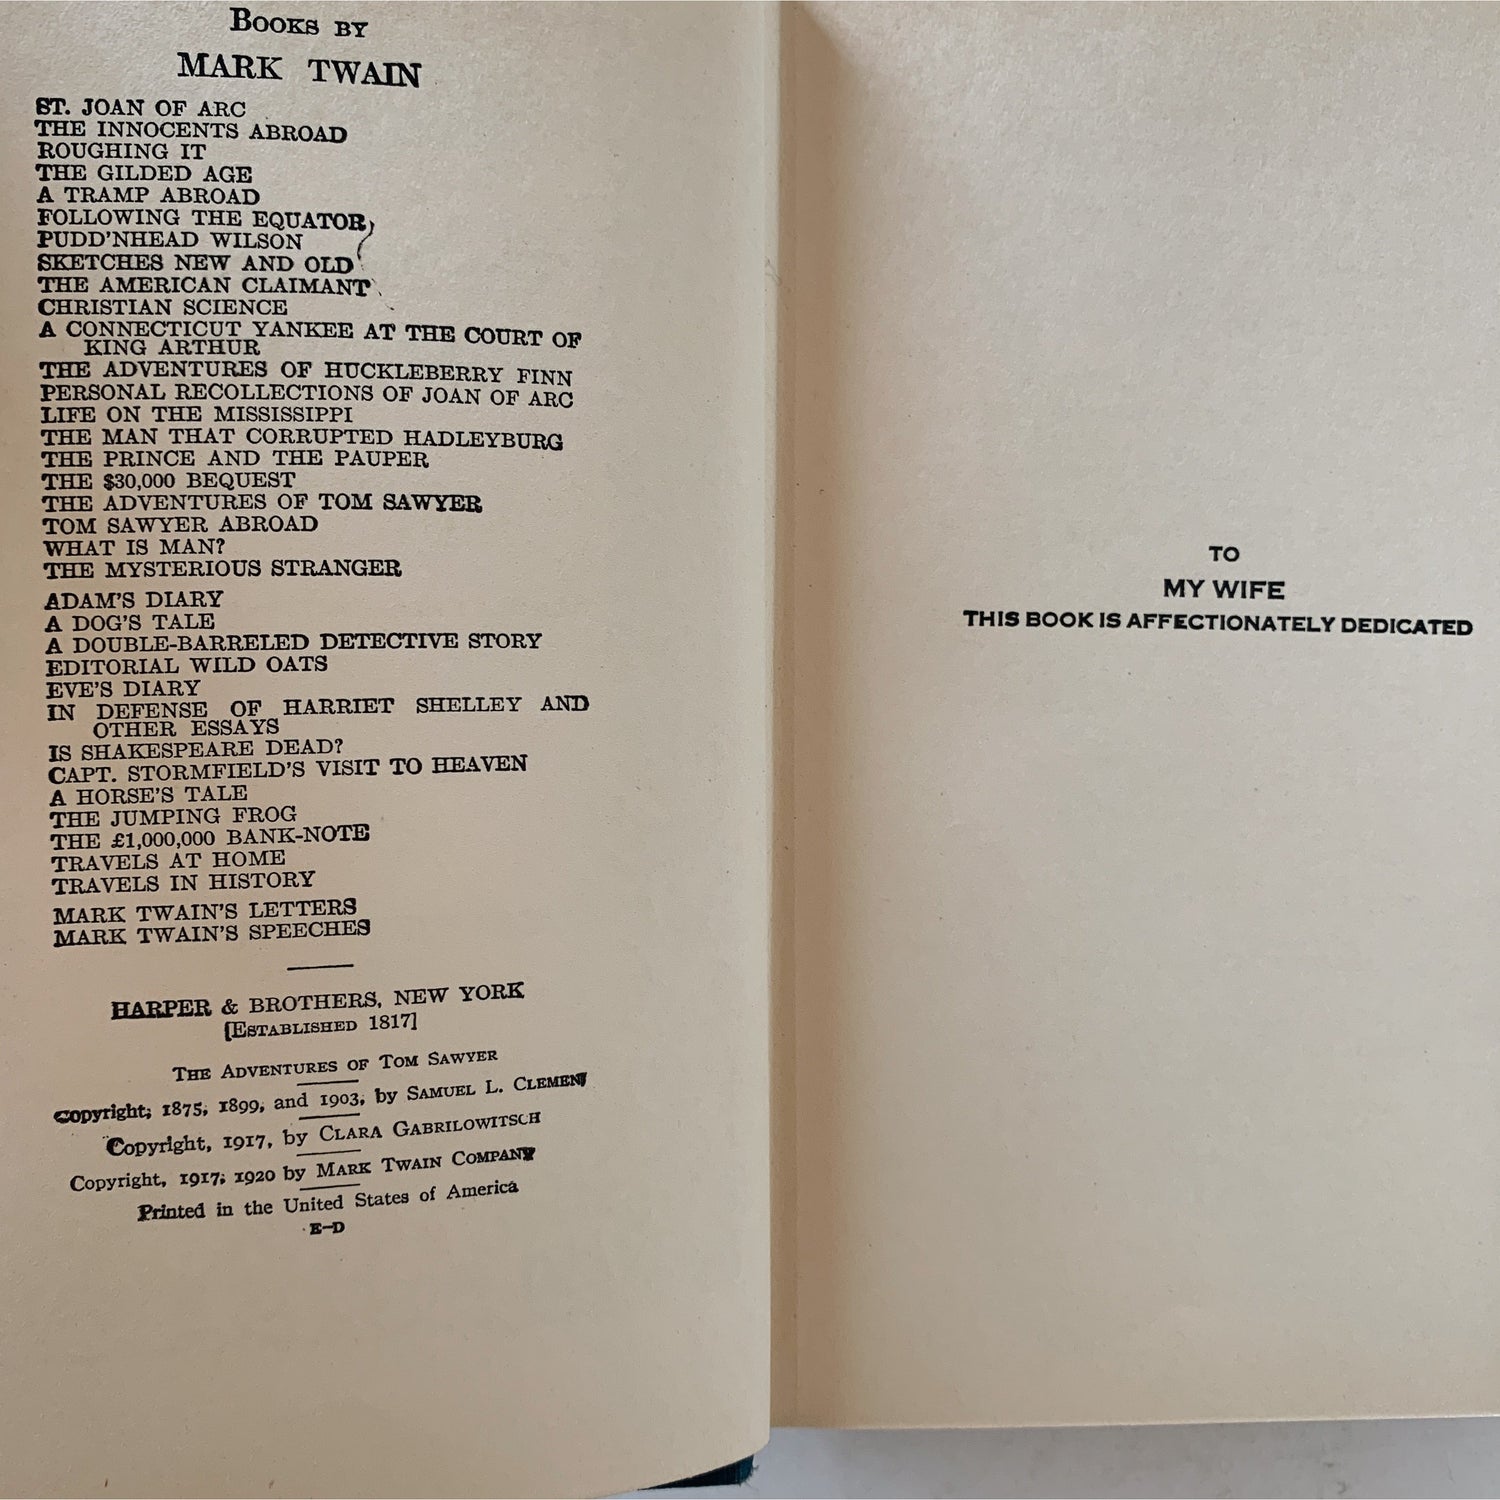 BOOKS BY
MARK TWAIN
ST. JOAN OF ARC
THE INNOCENTS ABROAD
ROUGHING IT
THE GILDED AGE
A TRAMP ABROAD
FOLLOWING THE EQUATOR
PUDD'NHEAD WILSON
SKETCHES NEW AND OLD
THE AMERICAN CLAIMANT
CHRISTIAN SCIENCE
A CONNECTICUT YANKEE AT THE COURT OF
KING ARTHUR
THE ADVENTURES OF HUCKLEBERRY FINN
PERSONAL RECOLLECTIONS OF JOAN OF ARC
LIFE ON THE MISSISSIPPI
THE MAN THAT CORRUPTED HADLEYBURG
THE PRINCE AND THE PAUPER
THE $30,000 BEQUEST
THE ADVENTURES OF TOM SAWYER
TOM SAWYER ABROAD
WHAT IS MAN?
THE MYSTERIOUS STRANGER
ADAM'S DIARY
A DOG'S TALE
A DOUBLE-BARRELED DETECTIVE STORY
EDITORIAL WILD OATS
EVE'S DIARY
IN DEFENSE OF HARRIET SHELLEY AND
OTHER ESSAYS
IS SHAKESPEARE DEAD?
CAPT. STORMFIELD'S VISIT TO HEAVEN
A HORSE'S TALE
THE JUMPING FROG
THE £1,000,000 BANK-NOTE
TRAVELS AT HOME
TRAVELS IN HISTORY
MARK TWAIN'S LETTERS
MARK TWAIN'S SPEECHES
HARPER & BROTHERS, NEW YORK
[ESTABLISHED 1817]
THE ADVENTURES OF TOM SAWYER
Copyright, 1875, 1899, and 1903, by SAMUEL L. CLEMENS
Copyright, 1917, by CLARA GABRILOWITSCH
Copyright, 1917, 1920 by MARK TWAIN COMPANY
Printed in the United States of America
E-D
TO
MY WIFE
THIS BOOK IS AFFECTIONATELY DEDICATED